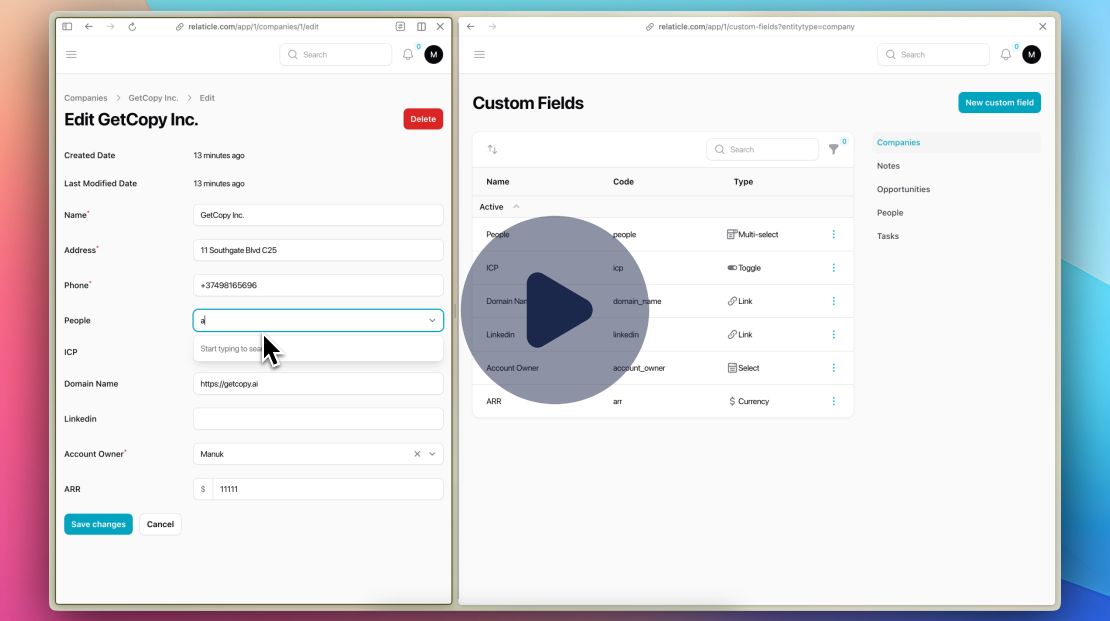 relaticle.com/app/1/companies/1/edit
Search
0
M
Companies > GetCopy Inc. > Edit
Edit GetCopy Inc.
Delete
Created Date 13 minutes ago
Last Modified Date 13 minutes ago
Name* GetCopy Inc.
Address* 11 Southgate Blvd C25
Phone* +37498165696
People a
Start typing to sea
ICP
Domain Name https://getcopy.ai
Linkedin
Account Owner* Manuk
ARR $ 11111
Save changes Cancel
relaticle.com/app/1/custom-fields?entitytype=company
Search
0
M
Custom Fields
New custom field
Search
0
Name Code Type
Active
People people Multi-select
ICP icp Toggle
Domain Nam domain_name Link
Linkedin linkedin Link
Account Owner account_owner Select
ARR arr $ Currency
Companies
Notes
Opportunities
People
Tasks